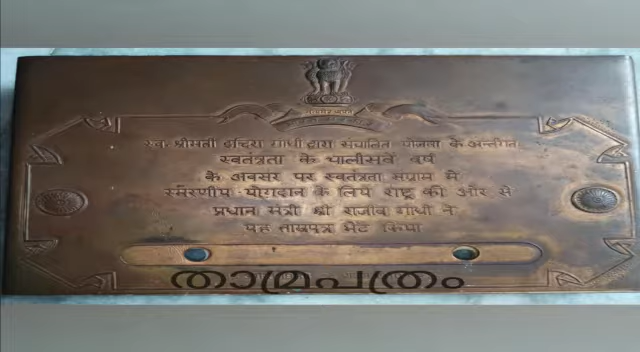 स्व. श्रीमती इन्दिरा गांधी द्वारा संचालित योजना के अन्तर्गत
स्वतंत्रता के चालीसवें वर्ष
के अवसर पर स्वतंत्रता संग्राम में
स्मरणीय योगदान के लिये राष्ट्र की ओर से
प्रधान मंत्री श्री राजीव गांधी ने
यह ताम्रपत्र भेंट किया
താമ്രപത്രം